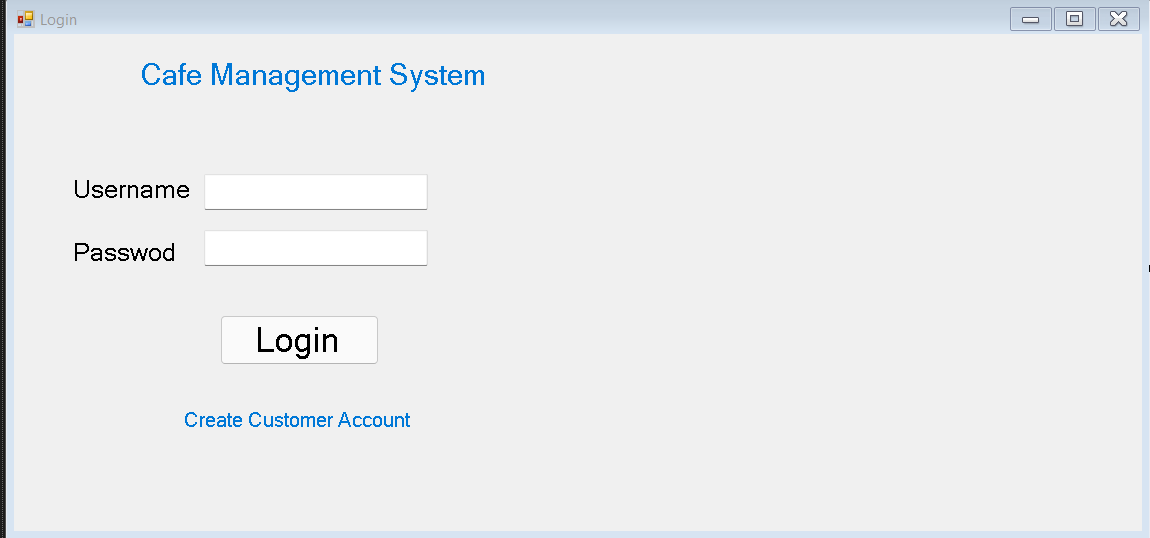 Login
Cafe Management System
Username
Passwod
Login
Create Customer Account